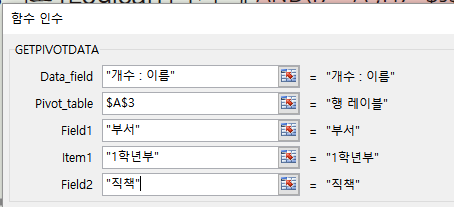 함수 인수
GETPIVOTDATA
Data_field "개수 : 이름" = "개수 : 이름"
Pivot_table $A$3 = "행 레이블"
Field1 "부서" = "부서"
Item1 "1학년부" = "1학년부"
Field2 "직책" = "직책"